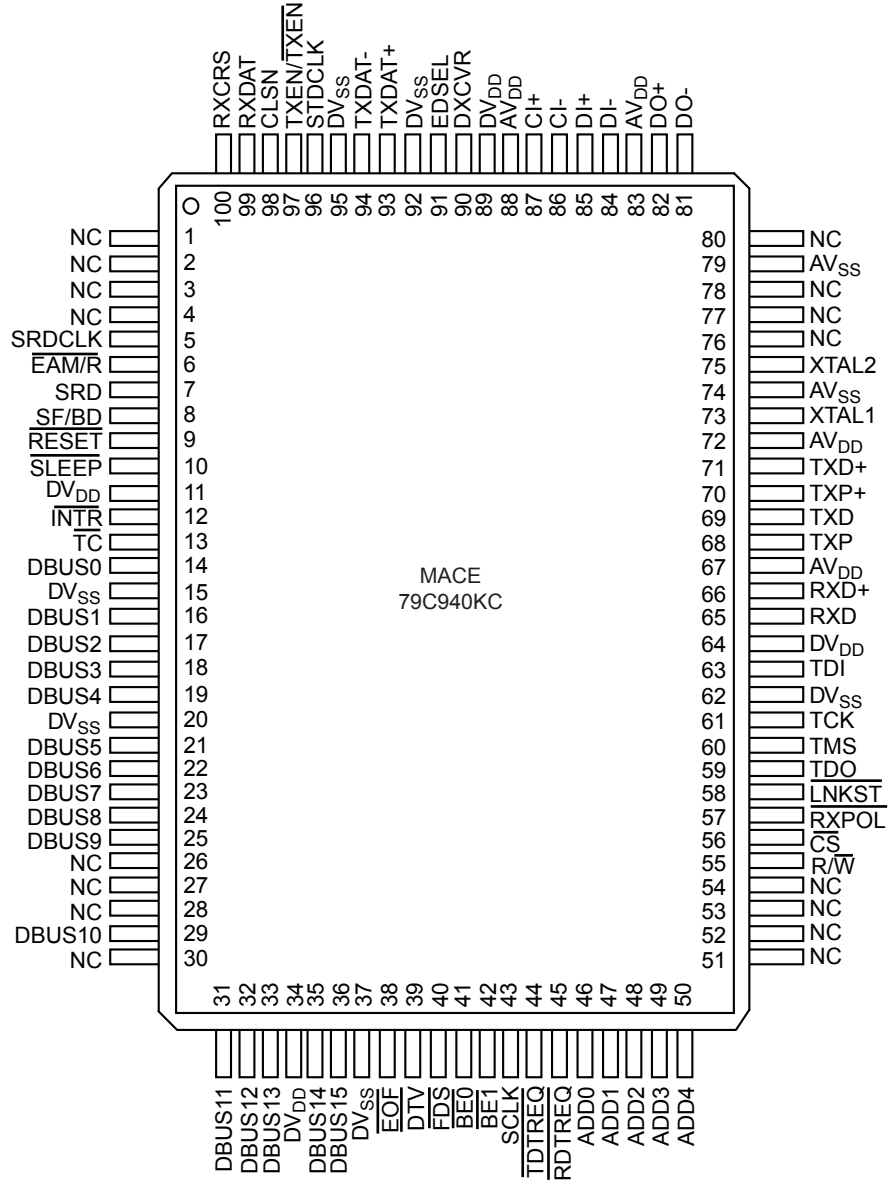 RXCRS
RXDAT
CLSN
TXEN/TXEN
STDCLK
DVSS
TXDAT-
TXDAT+
DVSS
EDSEL
DXCVR
DVDD
AVDD
CI+
CI-
DI+
DI-
AVDD
DO+
DO-
100
99
98
97
96
95
94
93
92
91
90
89
88
87
86
85
84
83
82
81
NC 1
NC 2
NC 3
NC 4
SRDCLK 5
EAM/R 6
SRD 7
SF/BD 8
RESET 9
SLEEP 10
DVDD 11
INTR 12
TC 13
DBUS0 14
DVSS 15
DBUS1 16
DBUS2 17
DBUS3 18
DBUS4 19
DVSS 20
DBUS5 21
DBUS6 22
DBUS7 23
DBUS8 24
DBUS9 25
NC 26
NC 27
NC 28
DBUS10 29
NC 30
MACE
79C940KC
80 NC
79 AVSS
78 NC
77 NC
76 NC
75 XTAL2
74 AVSS
73 XTAL1
72 AVDD
71 TXD+
70 TXP+
69 TXD
68 TXP
67 AVDD
66 RXD+
65 RXD
64 DVDD
63 TDI
62 DVSS
61 TCK
60 TMS
59 TDO
58 LNKST
57 RXPOL
56 CS
55 R/W
54 NC
53 NC
52 NC
51 NC
31
32
33
34
35
36
37
38
39
40
41
42
43
44
45
46
47
48
49
50
DBUS11
DBUS12
DBUS13
DVDD
DBUS14
DBUS15
DVSS
EOF
DTV
FDS
BE0
BE1
SCLK
TDTREQ
RDTREQ
ADD0
ADD1
ADD2
ADD3
ADD4